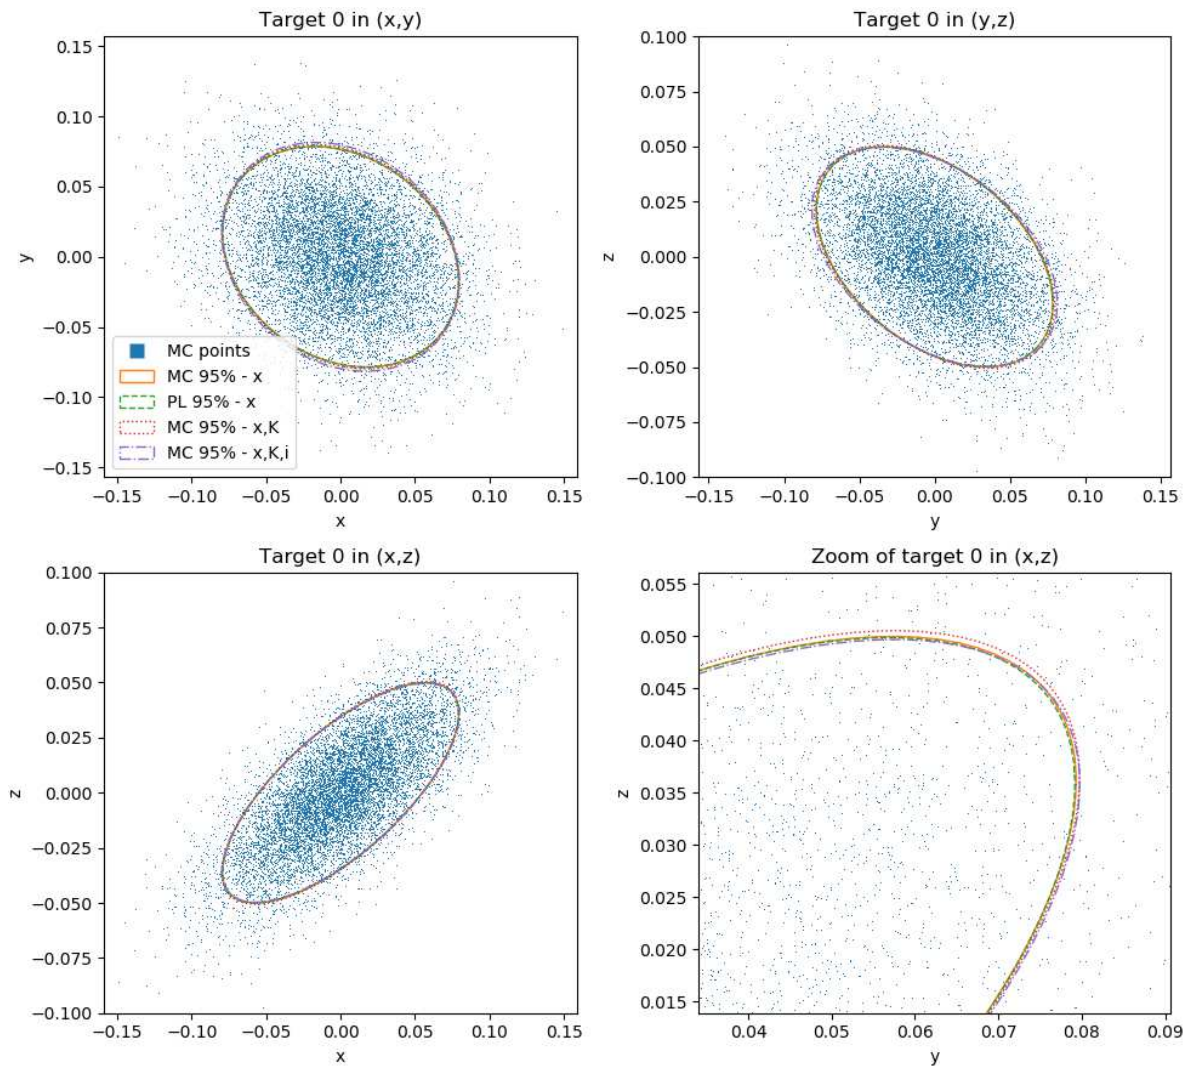 Target 0 in (x,y)
0.15
0.10
0.05
0.00
−0.05
−0.10
−0.15
y
MC points
MC 95% - x
PL 95% - x
MC 95% - x,K
MC 95% - x,K,i
−0.15 −0.10 −0.05 0.00 0.05 0.10 0.15
x
Target 0 in (y,z)
0.100
0.075
0.050
0.025
0.000
−0.025
−0.050
−0.075
−0.100
z
−0.15 −0.10 −0.05 0.00 0.05 0.10 0.15
y
Target 0 in (x,z)
0.100
0.075
0.050
0.025
0.000
−0.025
−0.050
−0.075
−0.100
z
−0.15 −0.10 −0.05 0.00 0.05 0.10 0.15
x
Zoom of target 0 in (x,z)
0.055
0.050
0.045
0.040
0.035
0.030
0.025
0.020
0.015
z
0.04 0.05 0.06 0.07 0.08 0.09
y